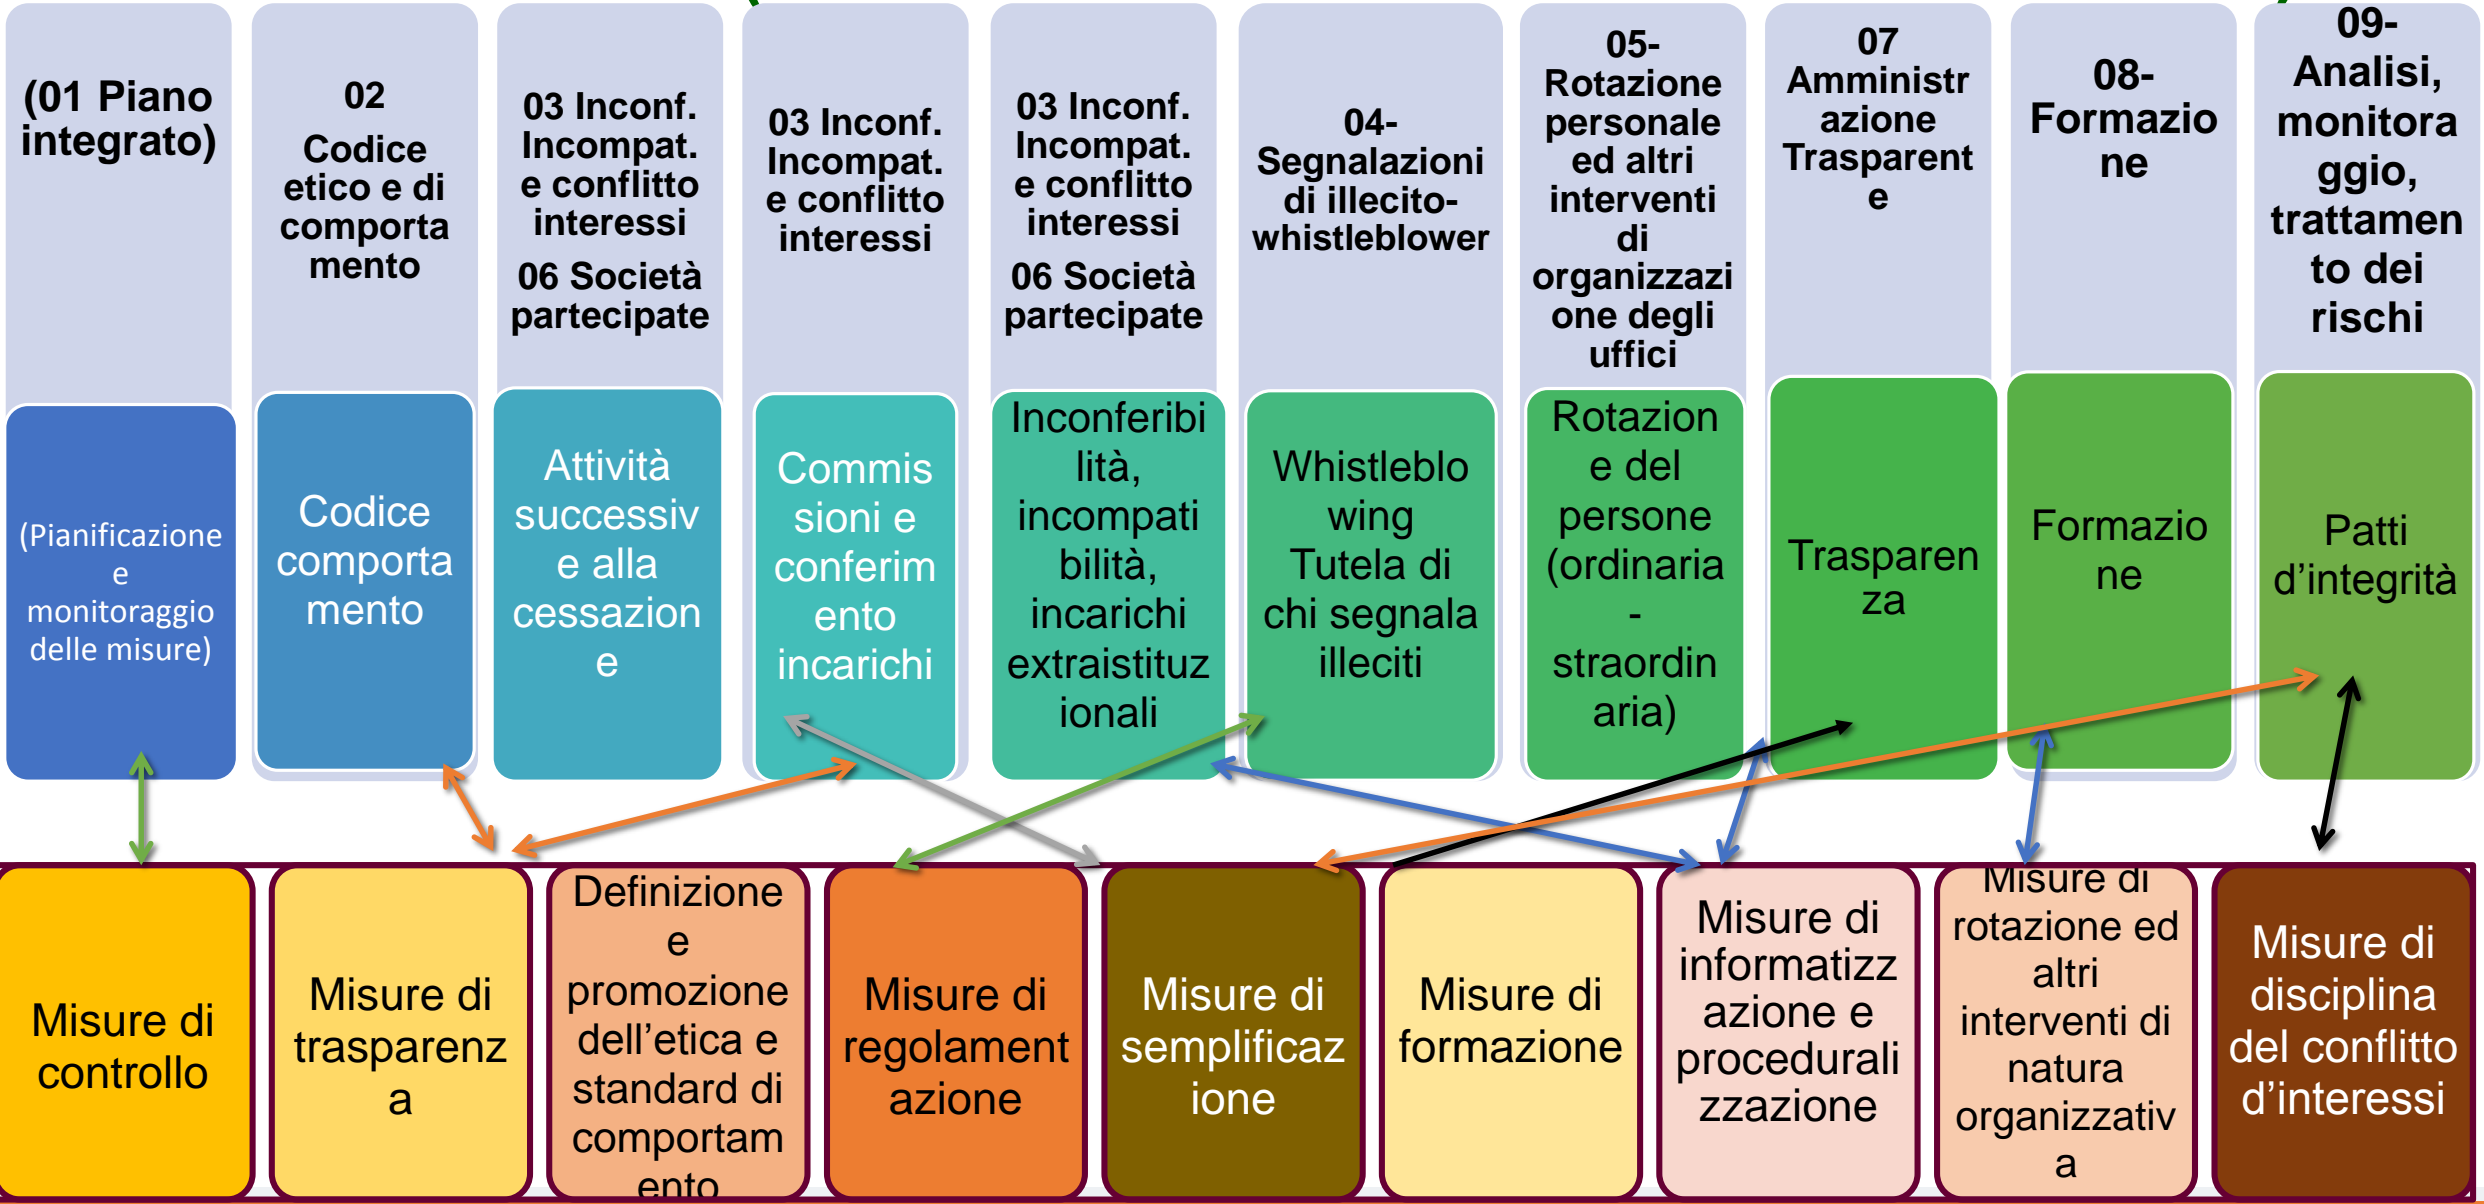 (01 Piano
integrato)
02
Codice
etico e di
comporta
mento
03 Inconf.
Incompat.
e conflitto
interessi
06 Società
partecipate
03 Inconf.
Incompat.
e conflitto
interessi
03 Inconf.
Incompat.
e conflitto
interessi
06 Società
partecipate
04-
Segnalazioni
di illecito-
whistleblower
05-
Rotazione
personale
ed altri
interventi
di
organizzazi
one degli
uffici
07
Amministr
azione
Trasparent
e
08-
Formazio
ne
09-
Analisi,
monitora
ggio,
trattamen
to dei
rischi
(Pianificazione
e
monitoraggio
delle misure)
Codice
comporta
mento
Attività
successiv
e alla
cessazion
e
Commis
sioni e
conferim
ento
incarichi
Inconferibi
lità,
incompati
bilità,
incarichi
extraistituz
ionali
Whistleblo
wing
Tutela di
chi segnala
illeciti
Rotazion
e del
persone
(ordinaria
-
straordin
aria)
Trasparen
za
Formazio
ne
Patti
d’integrità
Misure di
controllo
Misure di
trasparenz
a
Definizione
e
promozione
dell’etica e
standard di
comportam
ento
Misure di
regolament
azione
Misure di
semplificaz
ione
Misure di
formazione
Misure di
informatizz
azione e
procedurali
zzazione
Misure di
rotazione ed
altri
interventi di
natura
organizzativ
a
Misure di
disciplina
del conflitto
d’interessi